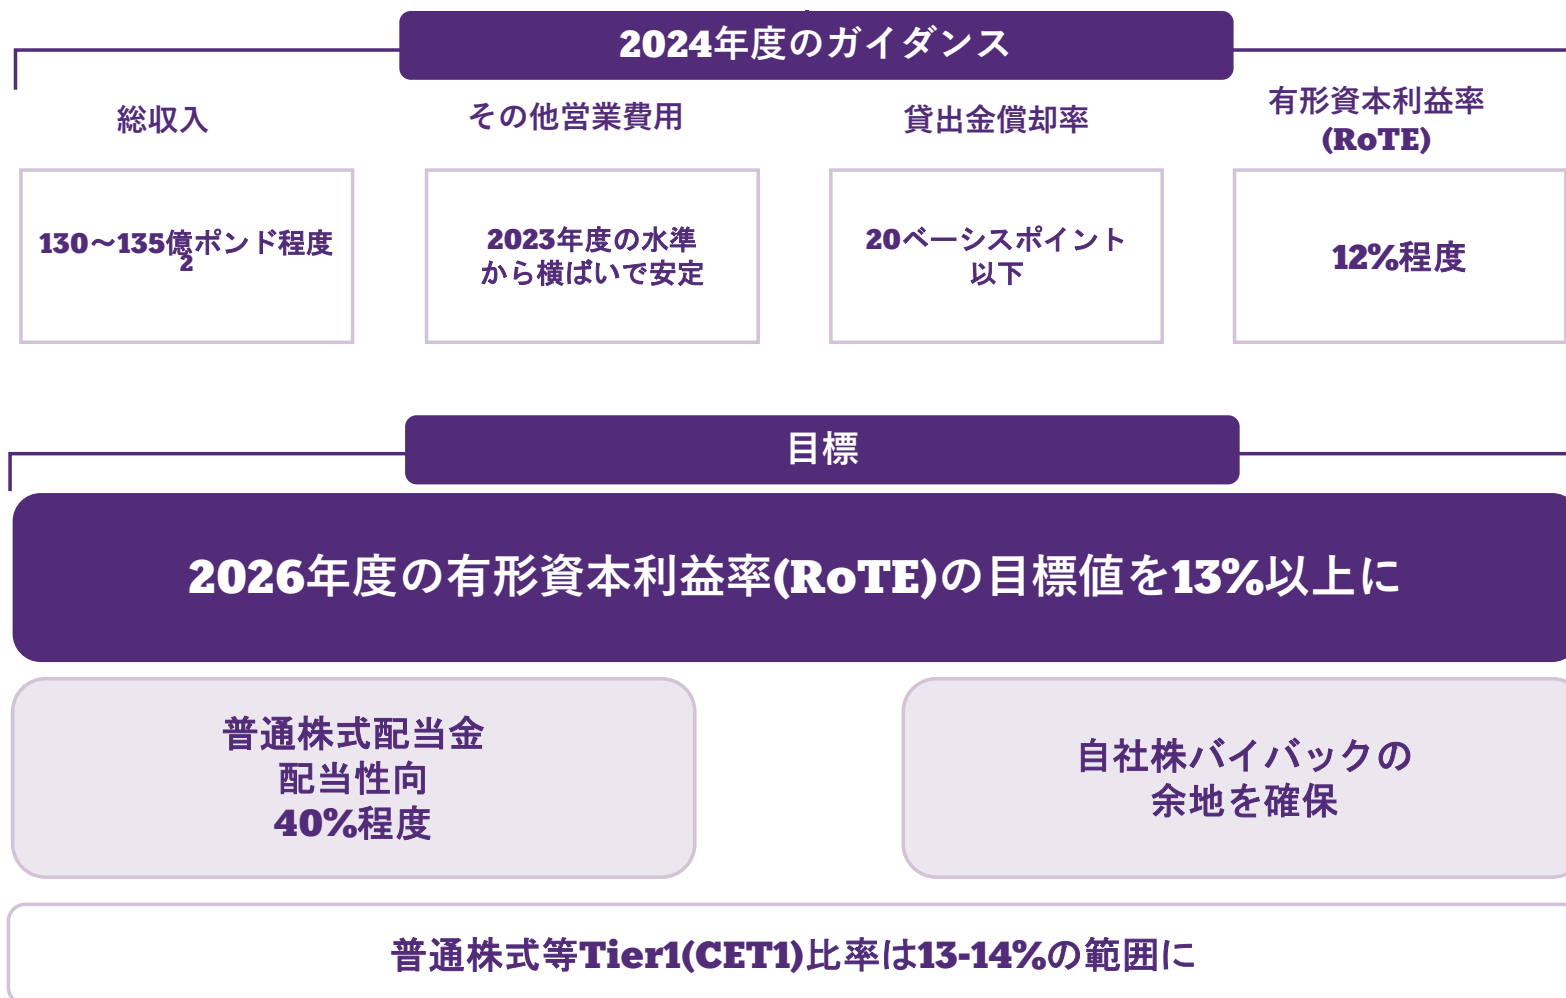 2024年度のガイダンス
総収入
その他営業費用
貸出金償却率
有形資本利益率
(RoTE)
130～135億ポンド程度
2
2023年度の水準
から横ばいで安定
20ベーシスポイント
以下
12%程度
目標
2026年度の有形資本利益率(RoTE)の目標値を13%以上に
普通株式配当金
配当性向
40%程度
自社株バイバックの
余地を確保
普通株式等Tier1(CET1)比率は13-14%の範囲に